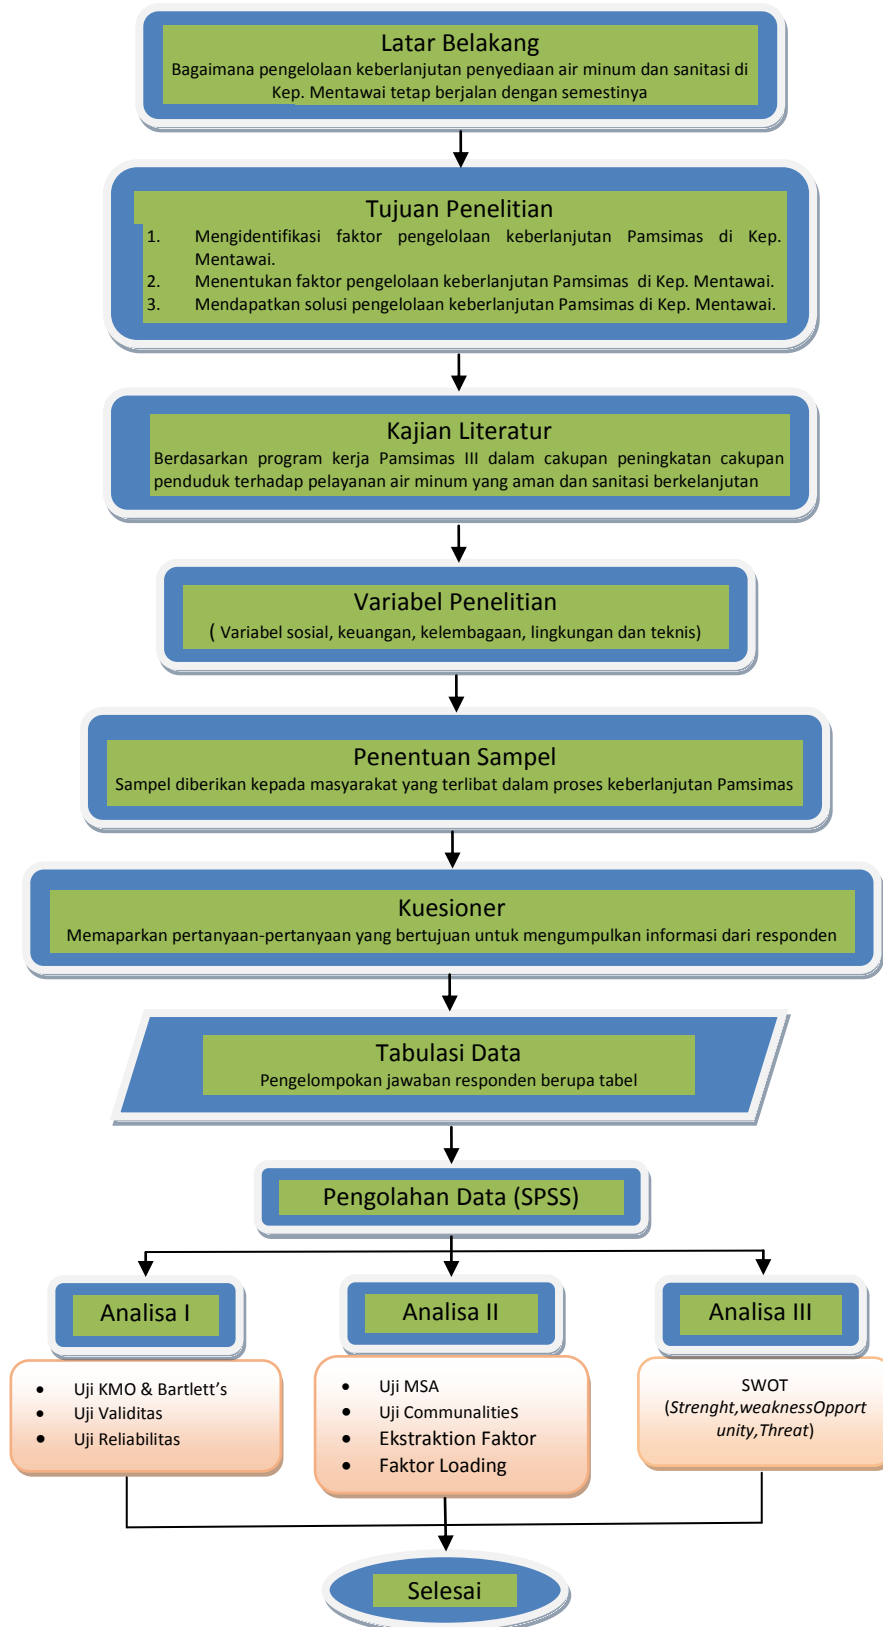 Latar Belakang
Bagaimana pengelolaan keberlanjutan penyediaan air minum dan sanitasi di
Kep. Mentawai tetap berjalan dengan semestinya
Tujuan Penelitian
1. Mengidentifikasi faktor pengelolaan keberlanjutan Pamsimas di Kep.
Mentawai.
2. Menentukan faktor pengelolaan keberlanjutan Pamsimas di Kep. Mentawai.
3. Mendapatkan solusi pengelolaan keberlanjutan Pamsimas di Kep. Mentawai.
Kajian Literatur
Berdasarkan program kerja Pamsimas III dalam cakupan peningkatan cakupan
penduduk terhadap pelayanan air minum yang aman dan sanitasi berkelanjutan
Variabel Penelitian
( Variabel sosial, keuangan, kelembagaan, lingkungan dan teknis)
Penentuan Sampel
Sampel diberikan kepada masyarakat yang terlibat dalam proses keberlanjutan Pamsimas
Kuesioner
Memaparkan pertanyaan-pertanyaan yang bertujuan untuk mengumpulkan informasi dari responden
Tabulasi Data
Pengelompokan jawaban responden berupa tabel
Pengolahan Data (SPSS)
Analisa I
• Uji KMO & Bartlett’s
• Uji Validitas
• Uji Reliabilitas
Analisa II
• Uji MSA
• Uji Communalities
• Ekstraktion Faktor
• Faktor Loading
Analisa III
SWOT
(Strenght,weaknessOpport
unity,Threat)
Selesai